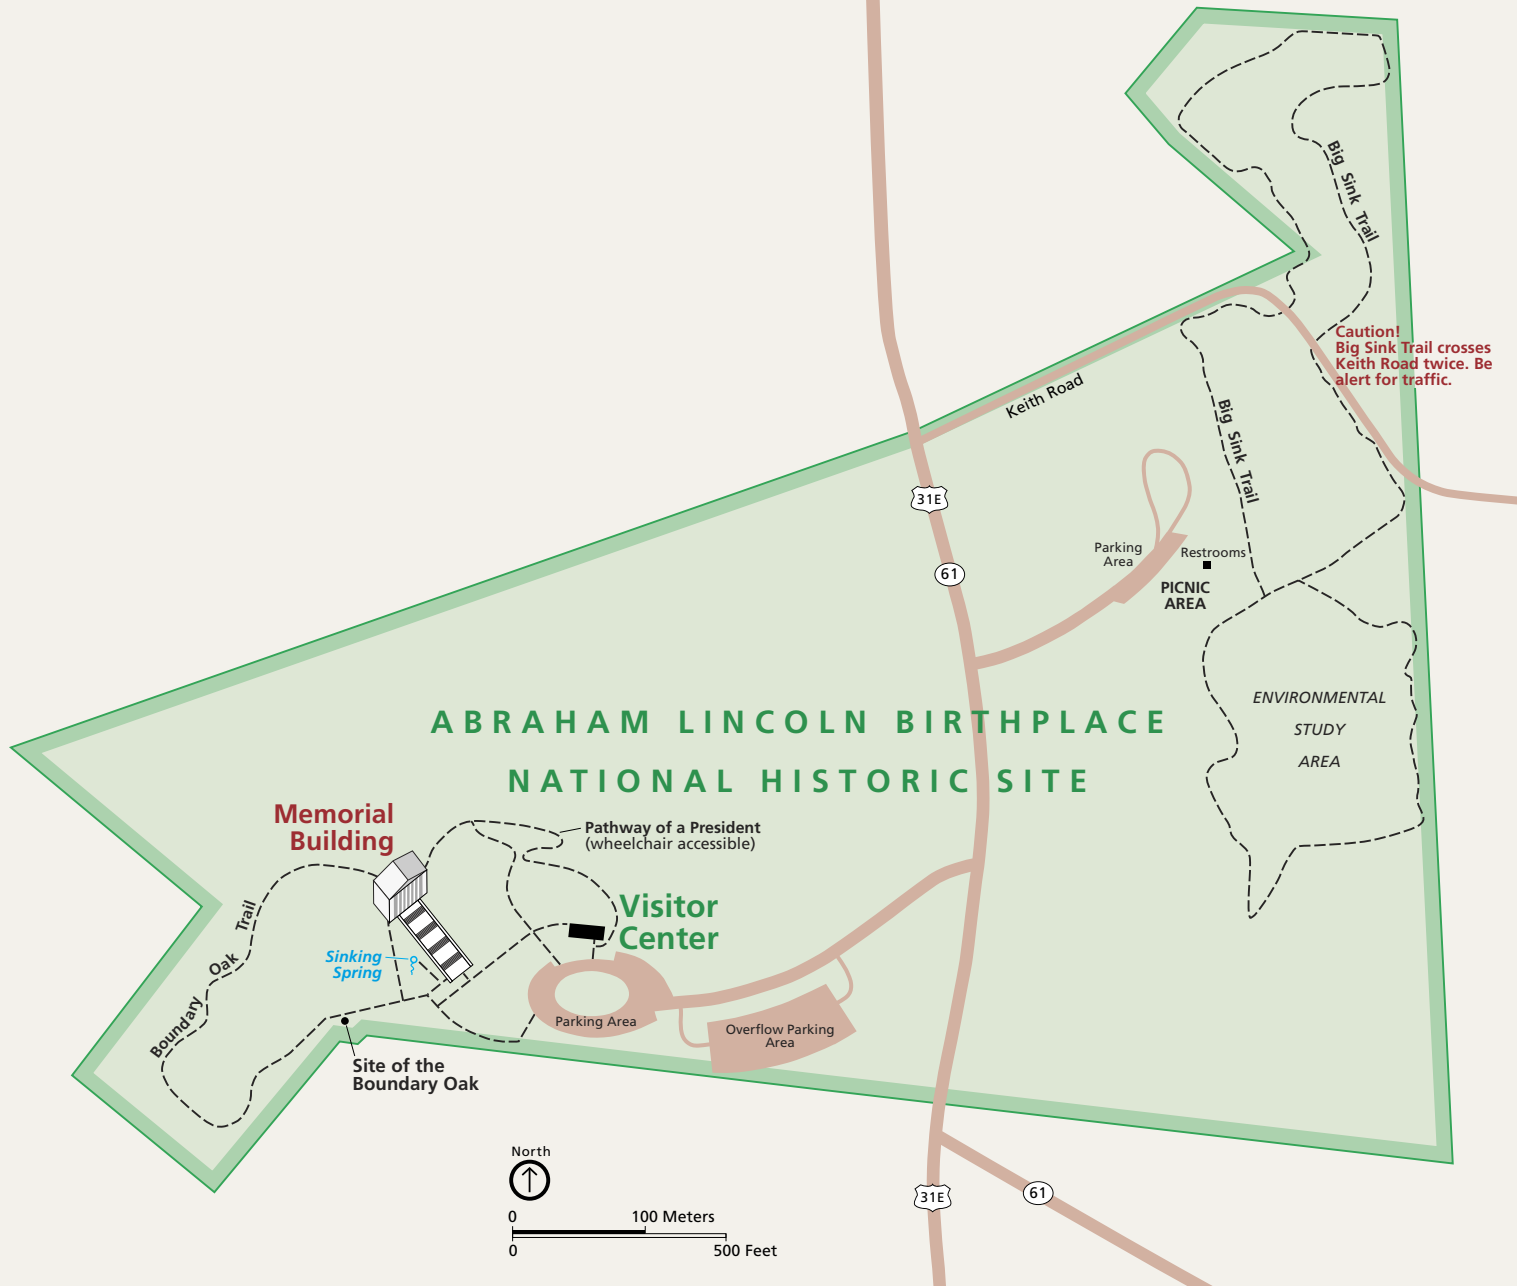 Big Sink Trail
Caution!
Big Sink Trail crosses
Keith Road twice. Be
alert for traffic.
Keith Road
Big Sink Trail
31E
61
Parking
Area
Restrooms
PICNIC
AREA
ENVIRONMENTAL
STUDY
AREA
ABRAHAM LINCOLN BIRTHPLACE
NATIONAL HISTORIC SITE
Memorial
Building
Pathway of a President
(wheelchair accessible)
Visitor
Center
Boundary Oak Trail
Sinking
Spring
Parking Area
Overflow Parking
Area
Site of the
Boundary Oak
North
0 100 Meters
0 500 Feet
31E
61